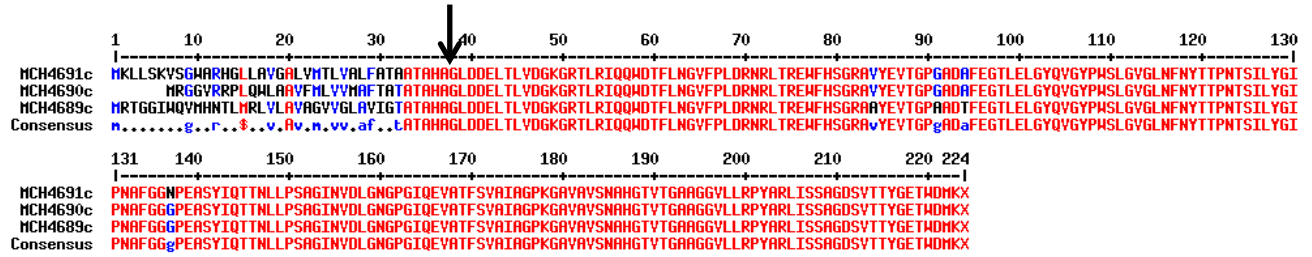 1 10 20 30 40 50 60 70 80 90 100 110 120 130
|---------+---------+---------+---------+---------+---------+---------+---------+---------+---------+---------+---------+---------|
MCH4691c MKLLSKVSGWARHGLLAVGALVMTLVALFATAATAHAGLDDELTLVDGKGRTLRIQQWDTFLNGVFPLDRNRLTREWFHSGRAVYEVTGPGADAFEGTLELGYQVGYPWSLGVGLNFNYTTPNTSILYGI
MCH4690c MRGGVRRPLQWLAAVFMLVVMAFTATATAHAGLDDELTLVDGKGRTLRIQQWDTFLNGVFPLDRNRLTREWFHSGRAVYEVTGPGADAFEGTLELGYQVGYPWSLGVGLNFNYTTPNTSILYGI
MCH4689c MRTGGIWQVMHNTLMRLVLAVAGVVGLAVIGTATAHAGLDDELTLVDGKGRTLRIQQWDTFLNGVFPLDRNRLTREWFHSGRAAYEVTGPAADTFEGTLELGYQVGYPWSLGVGLNFNYTTPNTSILYGI
Consensus m.......g..r..$..v.Av.m.vv.af..tATAHAGLDDELTLVDGKGRTLRIQQWDTFLNGVFPLDRNRLTREWFHSGRAvYEVTGPgADaFEGTLELGYQVGYPWSLGVGLNFNYTTPNTSILYGI
131 140 150 160 170 180 190 200 210 220 224
|--------+---------+---------+---------+---------+---------+---------+---------+---------+---|
MCH4691c PNAFGGNPEASYIQTTNLLPSAGINVDLGNGPGIQEVATFSVAIAGPKGAVAVSNAHGTVTGAAGGVLLRPYARLISSAGDSVTTYGETWDMKX
MCH4690c PNAFGGGPEASYIQTTNLLPSAGINVDLGNGPGIQEVATFSVAIAGPKGAVAVSNAHGTVTGAAGGVLLRPYARLISSAGDSVTTYGETWDMKX
MCH4689c PNAFGGGPEASYIQTTNLLPSAGINVDLGNGPGIQEVATFSVAIAGPKGAVAVSNAHGTVTGAAGGVLLRPYARLISSAGDSVTTYGETWDMKX
Consensus PNAFGGgPEASYIQTTNLLPSAGINVDLGNGPGIQEVATFSVAIAGPKGAVAVSNAHGTVTGAAGGVLLRPYARLISSAGDSVTTYGETWDMKX